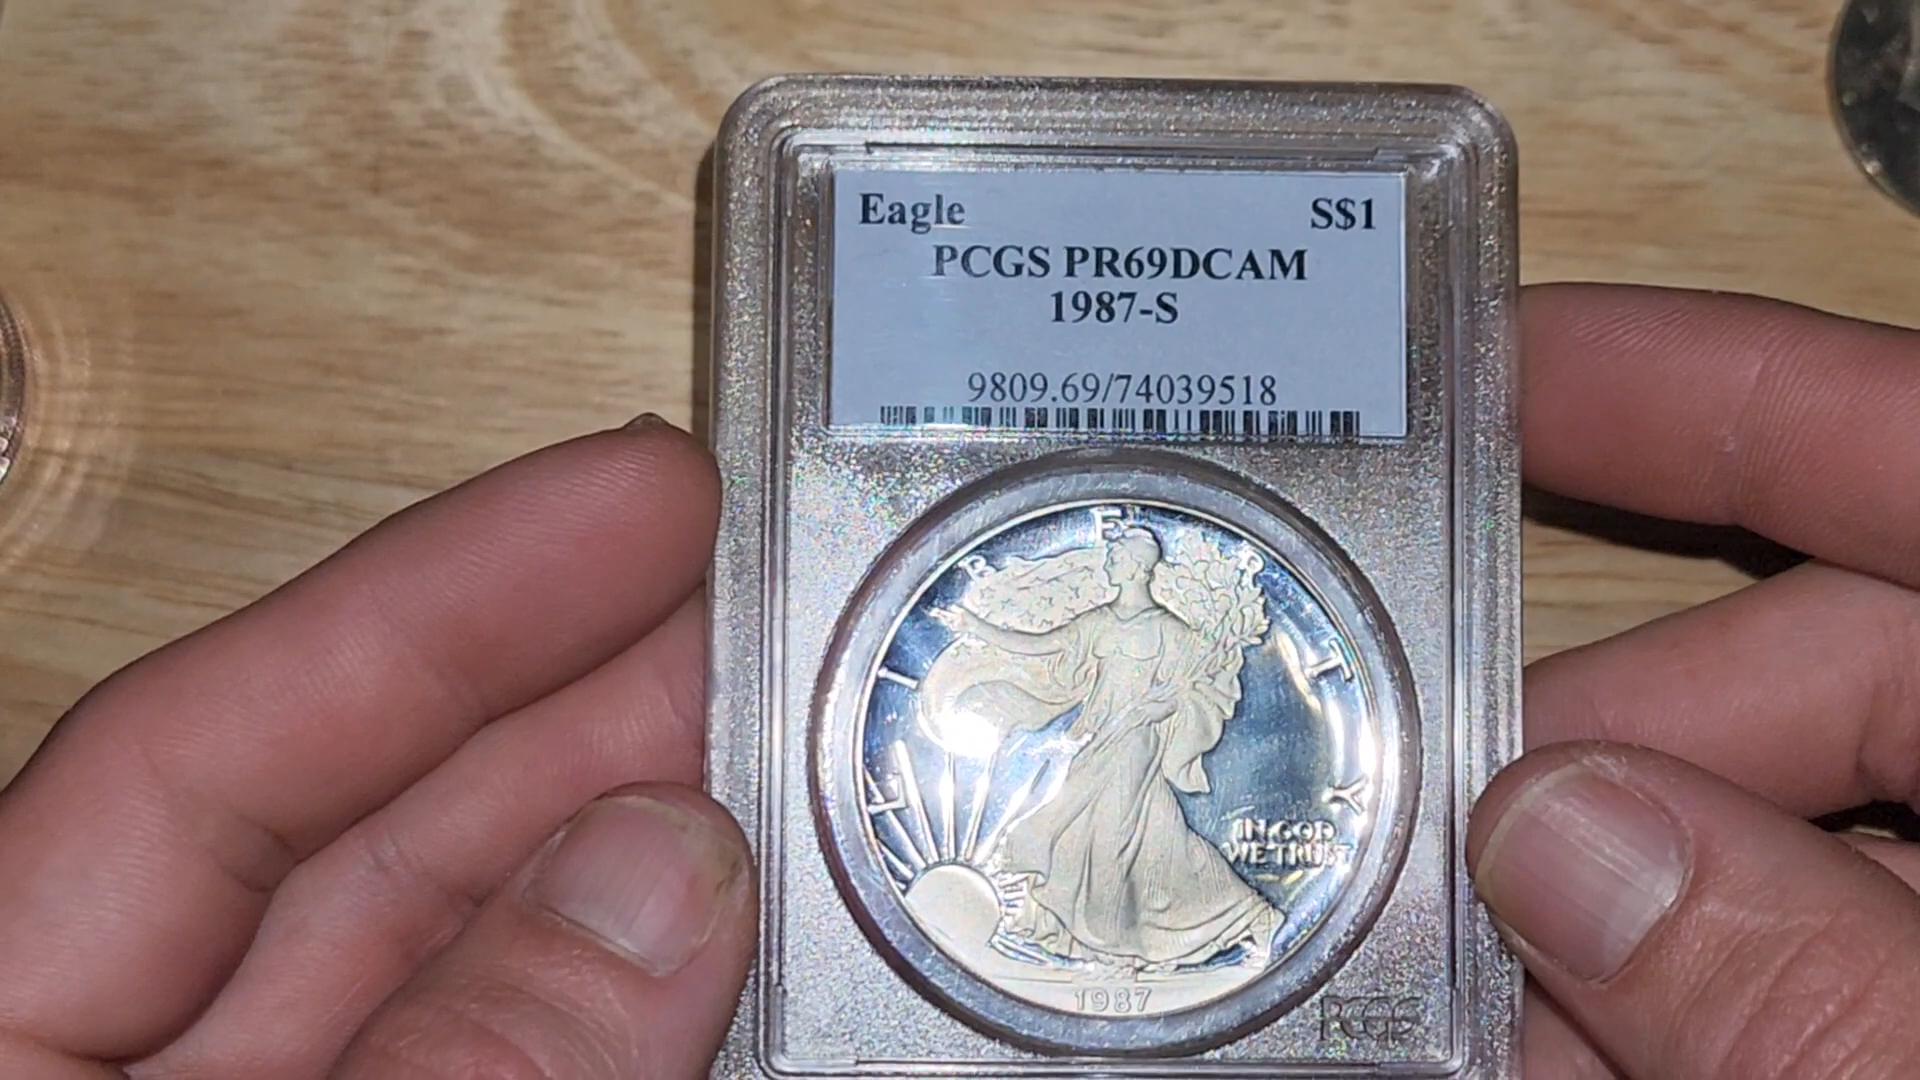 Eagle S$1
PCGS PR69DCAM
1987-S
9809.69/74039518
LIBERTY
IN GOD
WE TRUST
1987
PCGS